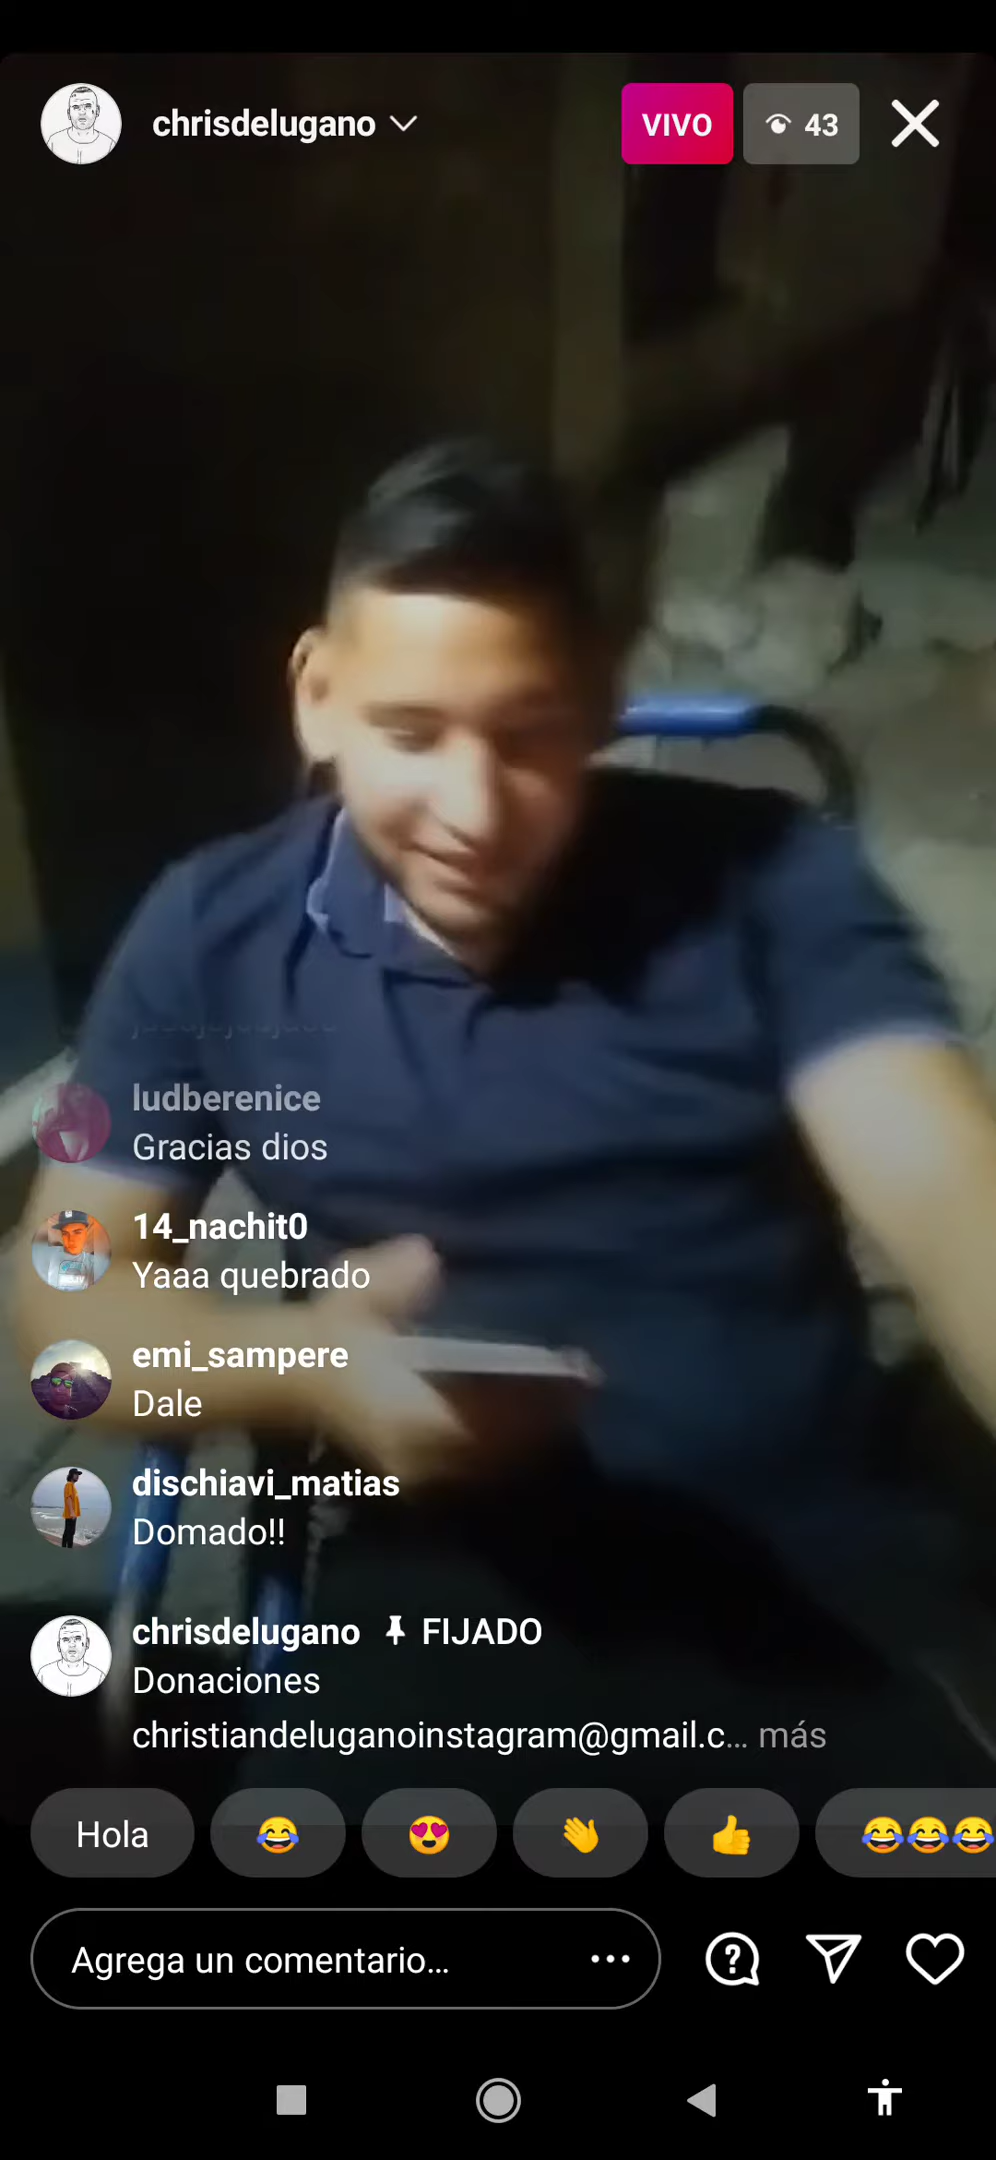 chrisdelugano
VIVO
43
ludberenice
Gracias dios
14_nachit0
Yaaa quebrado
emi_sampere
Dale
dischiavi_matias
Domado!!
chrisdelugano FIJADO
Donaciones
christiandeluganoinstagram@gmail.c... más
Hola
Agrega un comentario...